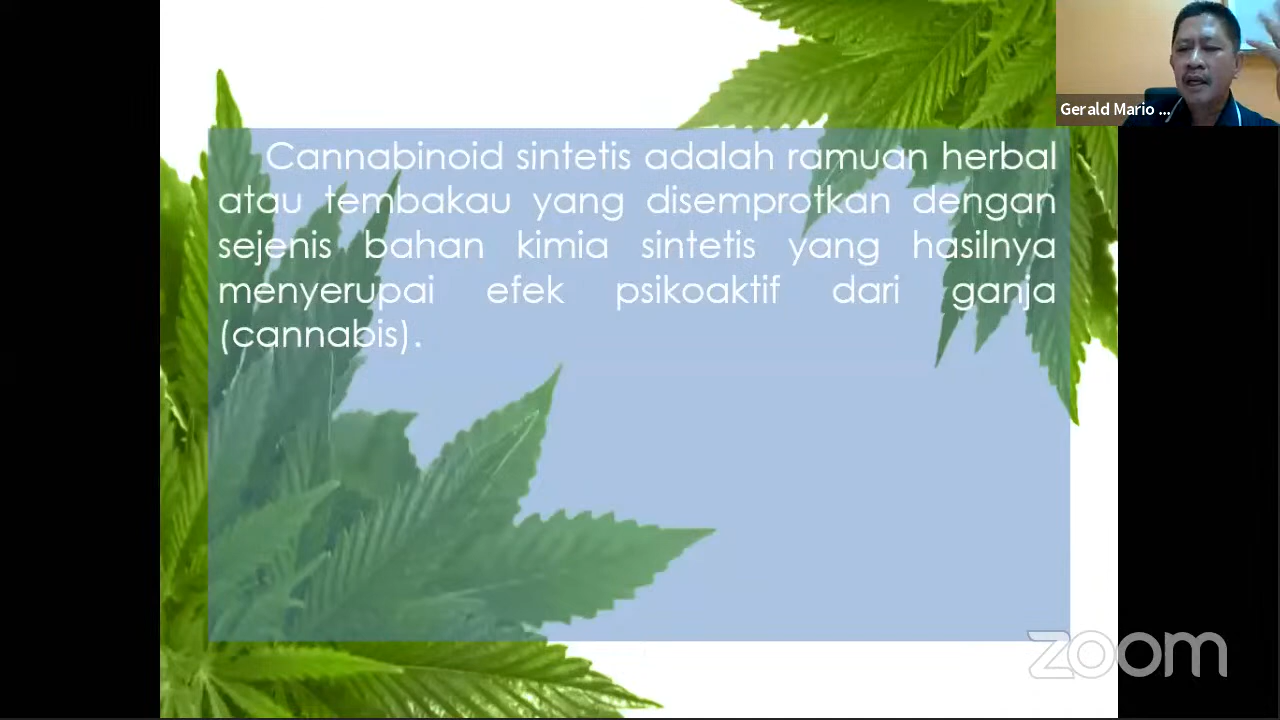 Cannabinoid sintetis adalah ramuan herbal
atau tembakau yang disemprotkan dengan
sejenis bahan kimia sintetis yang hasilnya
menyerupai efek psikoaktif dari ganja
(cannabis).
Gerald Mario ...
zoom